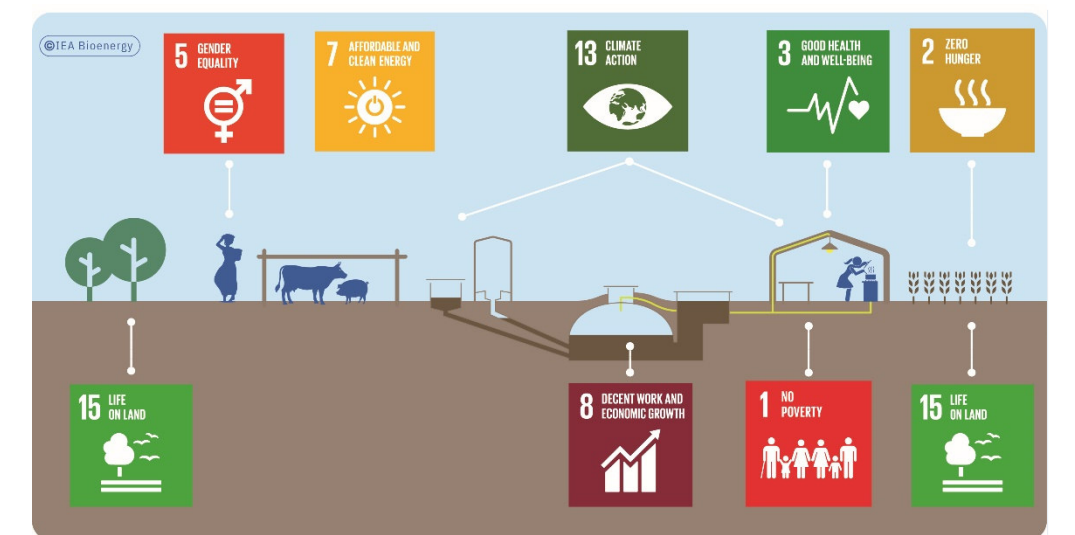 ©IEA Bioenergy
5 GENDER
EQUALITY
7 AFFORDABLE AND
CLEAN ENERGY
13 CLIMATE
ACTION
3 GOOD HEALTH
AND WELL-BEING
2 ZERO
HUNGER
15 LIFE
ON LAND
8 DECENT WORK AND
ECONOMIC GROWTH
1 NO
POVERTY
15 LIFE
ON LAND